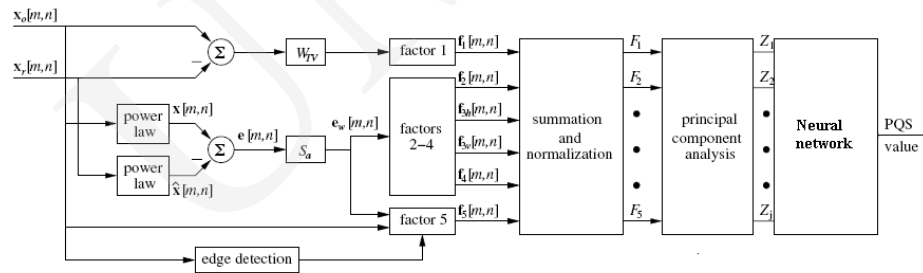 x_o[m,n]
x_r[m,n]
Σ
−
W_TV
factor 1
f_1[m,n]
f_2[m,n]
f_3h[m,n]
f_3v[m,n]
f_4[m,n]
f_5[m,n]
power
law
x[m,n]
−
Σ
e[m,n]
S_a
e_w[m,n]
factors
2–4
power
law
x̂[m,n]
factor 5
edge detection
summation
and
normalization
F_1
F_2
F_5
principal
component
analysis
Z_1
Z_2
Z_j
Neural
network
PQS
value